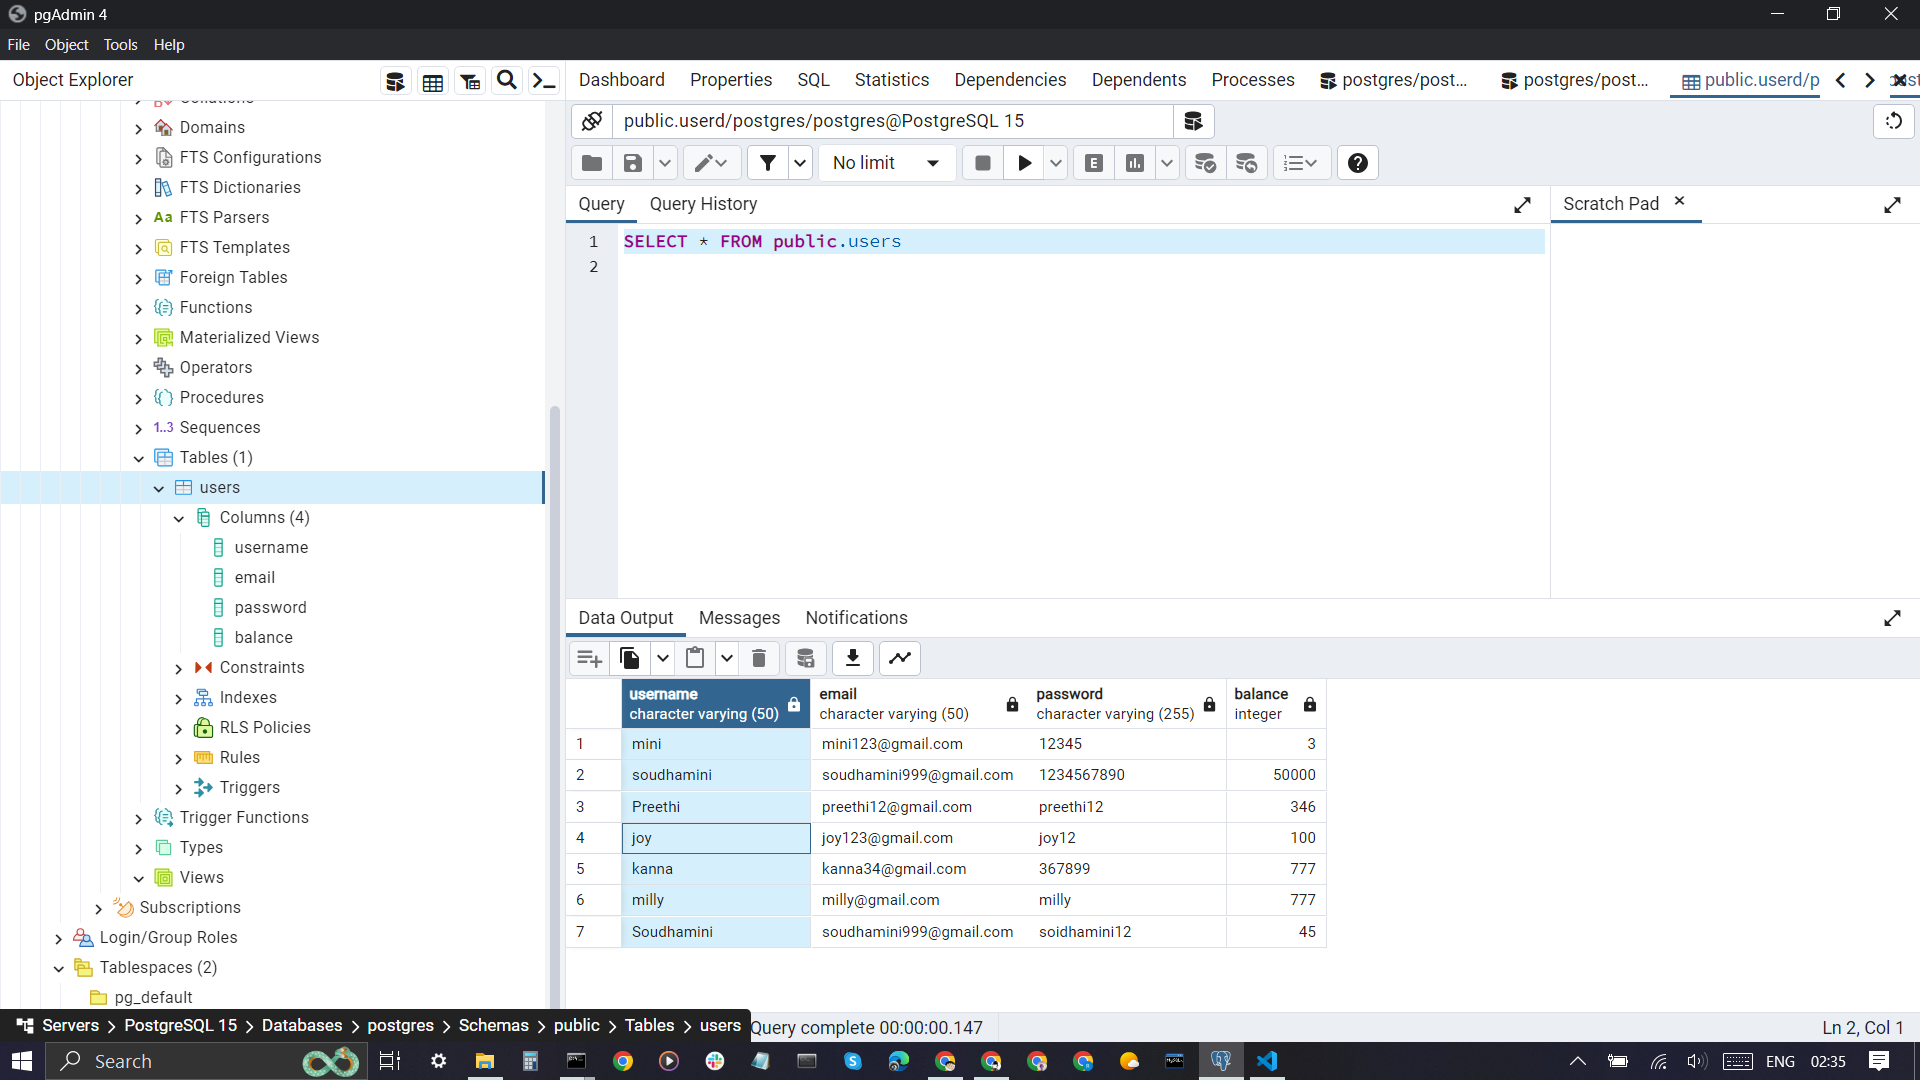 pgAdmin 4
File Object Tools Help
Object Explorer
Dashboard Properties SQL Statistics Dependencies Dependents Processes postgres/post... postgres/post... public.userd/p
public.userd/postgres/postgres@PostgreSQL 15
No limit
Query Query History
Scratch Pad
1 SELECT * FROM public.users
2
Domains
FTS Configurations
FTS Dictionaries
Aa FTS Parsers
FTS Templates
Foreign Tables
Functions
Materialized Views
Operators
Procedures
1..3 Sequences
Tables (1)
users
Columns (4)
username
email
password
balance
Constraints
Indexes
RLS Policies
Rules
Triggers
Trigger Functions
Types
Views
Subscriptions
Login/Group Roles
Tablespaces (2)
pg_default
Data Output Messages Notifications
username email password balance
character varying (50) character varying (50) character varying (255) integer
1 mini mini123@gmail.com 12345 3
2 soudhamini soudhamini999@gmail.com 1234567890 50000
3 Preethi preethi12@gmail.com preethi12 346
4 joy joy123@gmail.com joy12 100
5 kanna kanna34@gmail.com 367899 777
6 milly milly@gmail.com milly 777
7 Soudhamini soudhamini999@gmail.com soidhamini12 45
Servers > PostgreSQL 15 > Databases > postgres > Schemas > public > Tables > users
Query complete 00:00:00.147
Ln 2, Col 1
Search
ENG 02:35